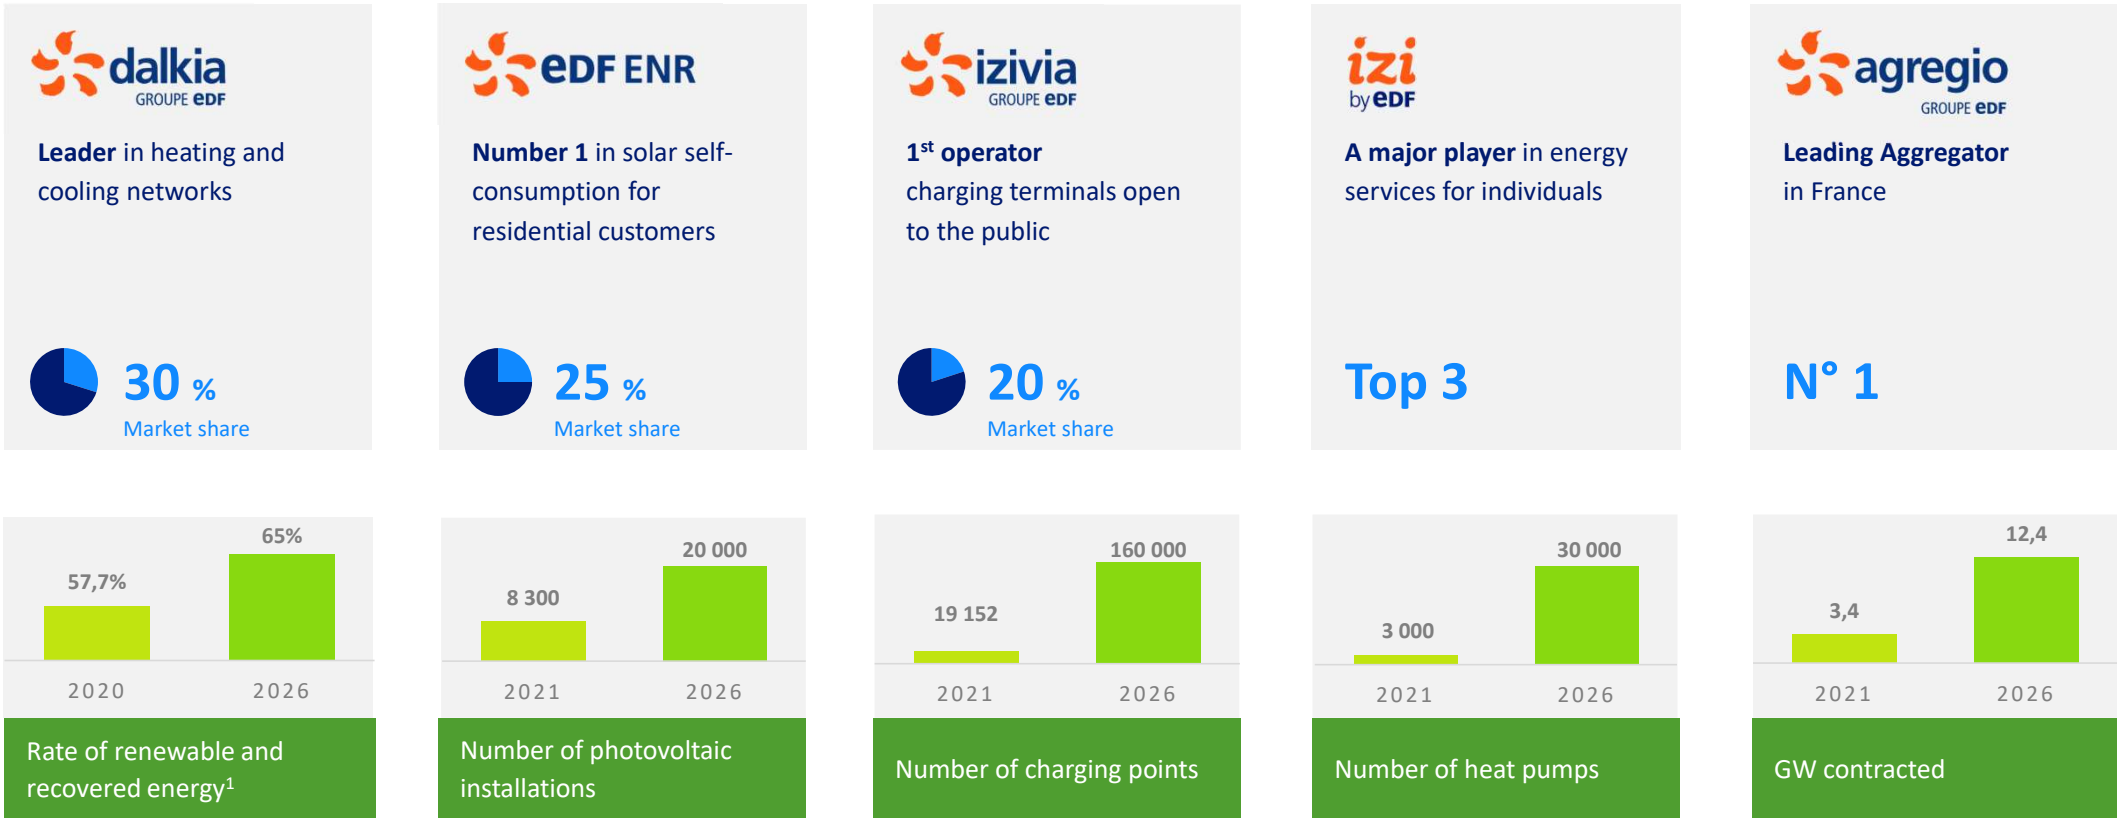 dalkia
GROUPE eDF
Leader in heating and
cooling networks
30 %
Market share
eDF ENR
Number 1 in solar self-
consumption for
residential customers
25 %
Market share
izivia
GROUPE eDF
1st operator
charging terminals open
to the public
20 %
Market share
izi
by eDF
A major player in energy
services for individuals
Top 3
agregio
GROUPE eDF
Leading Aggregator
in France
N° 1
57,7%
65%
2020
2026
Rate of renewable and
recovered energy1
8 300
20 000
2021
2026
Number of photovoltaic
installations
19 152
160 000
2021
2026
Number of charging points
3 000
30 000
2021
2026
Number of heat pumps
3,4
12,4
2021
2026
GW contracted